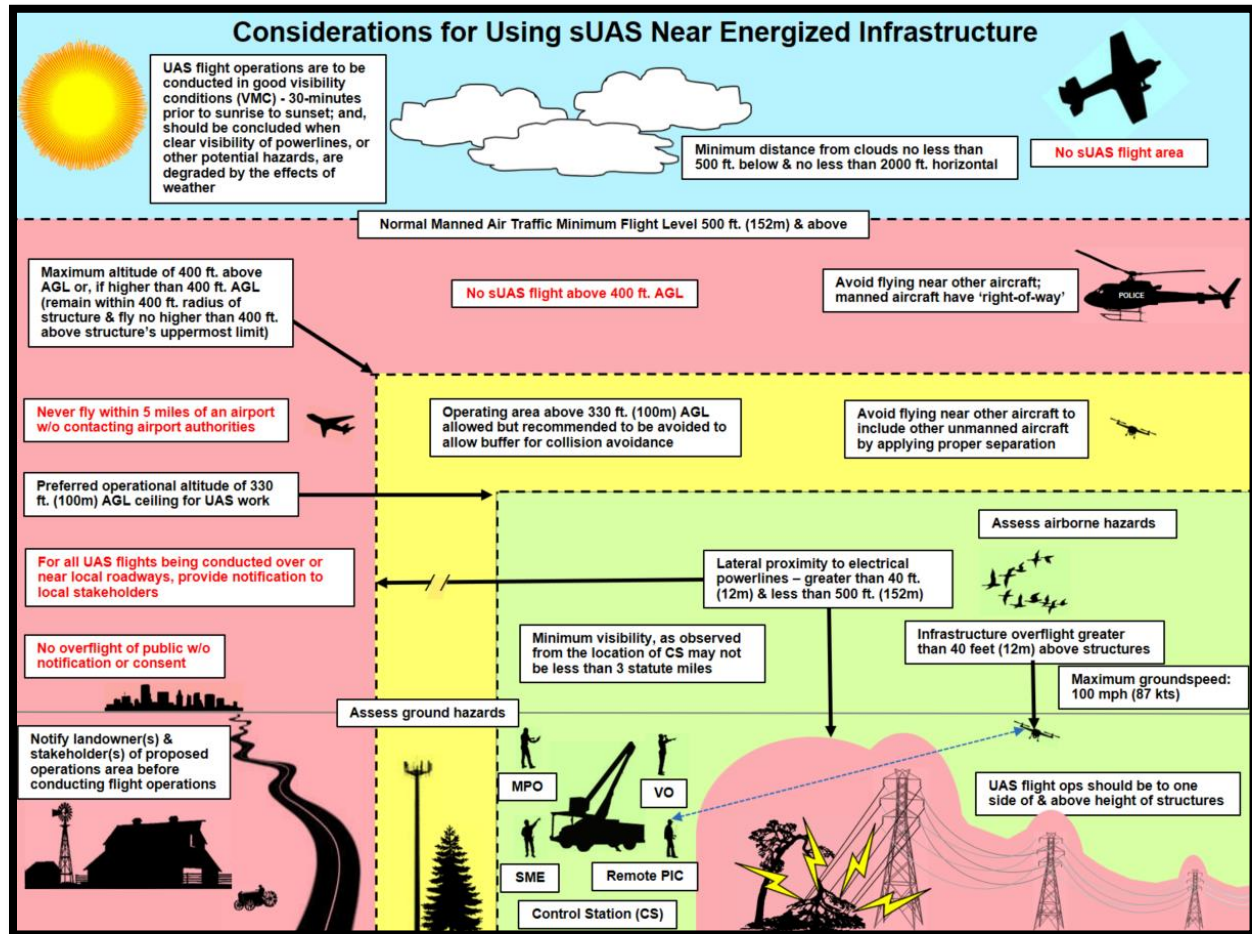 Considerations for Using sUAS Near Energized Infrastructure
UAS flight operations are to be
conducted in good visibility
conditions (VMC) - 30-minutes
prior to sunrise to sunset; and,
should be concluded when
clear visibility of powerlines, or
other potential hazards, are
degraded by the effects of
weather
Minimum distance from clouds no less than
500 ft. below & no less than 2000 ft. horizontal
No sUAS flight area
Normal Manned Air Traffic Minimum Flight Level 500 ft. (152m) & above
Maximum altitude of 400 ft. above
AGL or, if higher than 400 ft. AGL
(remain within 400 ft. radius of
structure & fly no higher than 400 ft.
above structure's uppermost limit)
No sUAS flight above 400 ft. AGL
Avoid flying near other aircraft;
manned aircraft have 'right-of-way'
POLICE
Never fly within 5 miles of an airport
w/o contacting airport authorities
Operating area above 330 ft. (100m) AGL
allowed but recommended to be avoided to
allow buffer for collision avoidance
Avoid flying near other aircraft to
include other unmanned aircraft
by applying proper separation
Preferred operational altitude of 330
ft. (100m) AGL ceiling for UAS work
Assess airborne hazards
For all UAS flights being conducted over or
near local roadways, provide notification to
local stakeholders
Lateral proximity to electrical
powerlines – greater than 40 ft.
(12m) & less than 500 ft. (152m)
No overflight of public w/o
notification or consent
Minimum visibility, as observed
from the location of CS may not
be less than 3 statute miles
Infrastructure overflight greater
than 40 feet (12m) above structures
Maximum groundspeed:
100 mph (87 kts)
Assess ground hazards
Notify landowner(s) &
stakeholder(s) of proposed
operations area before
conducting flight operations
MPO
VO
UAS flight ops should be to one
side of & above height of structures
SME
Remote PIC
Control Station (CS)